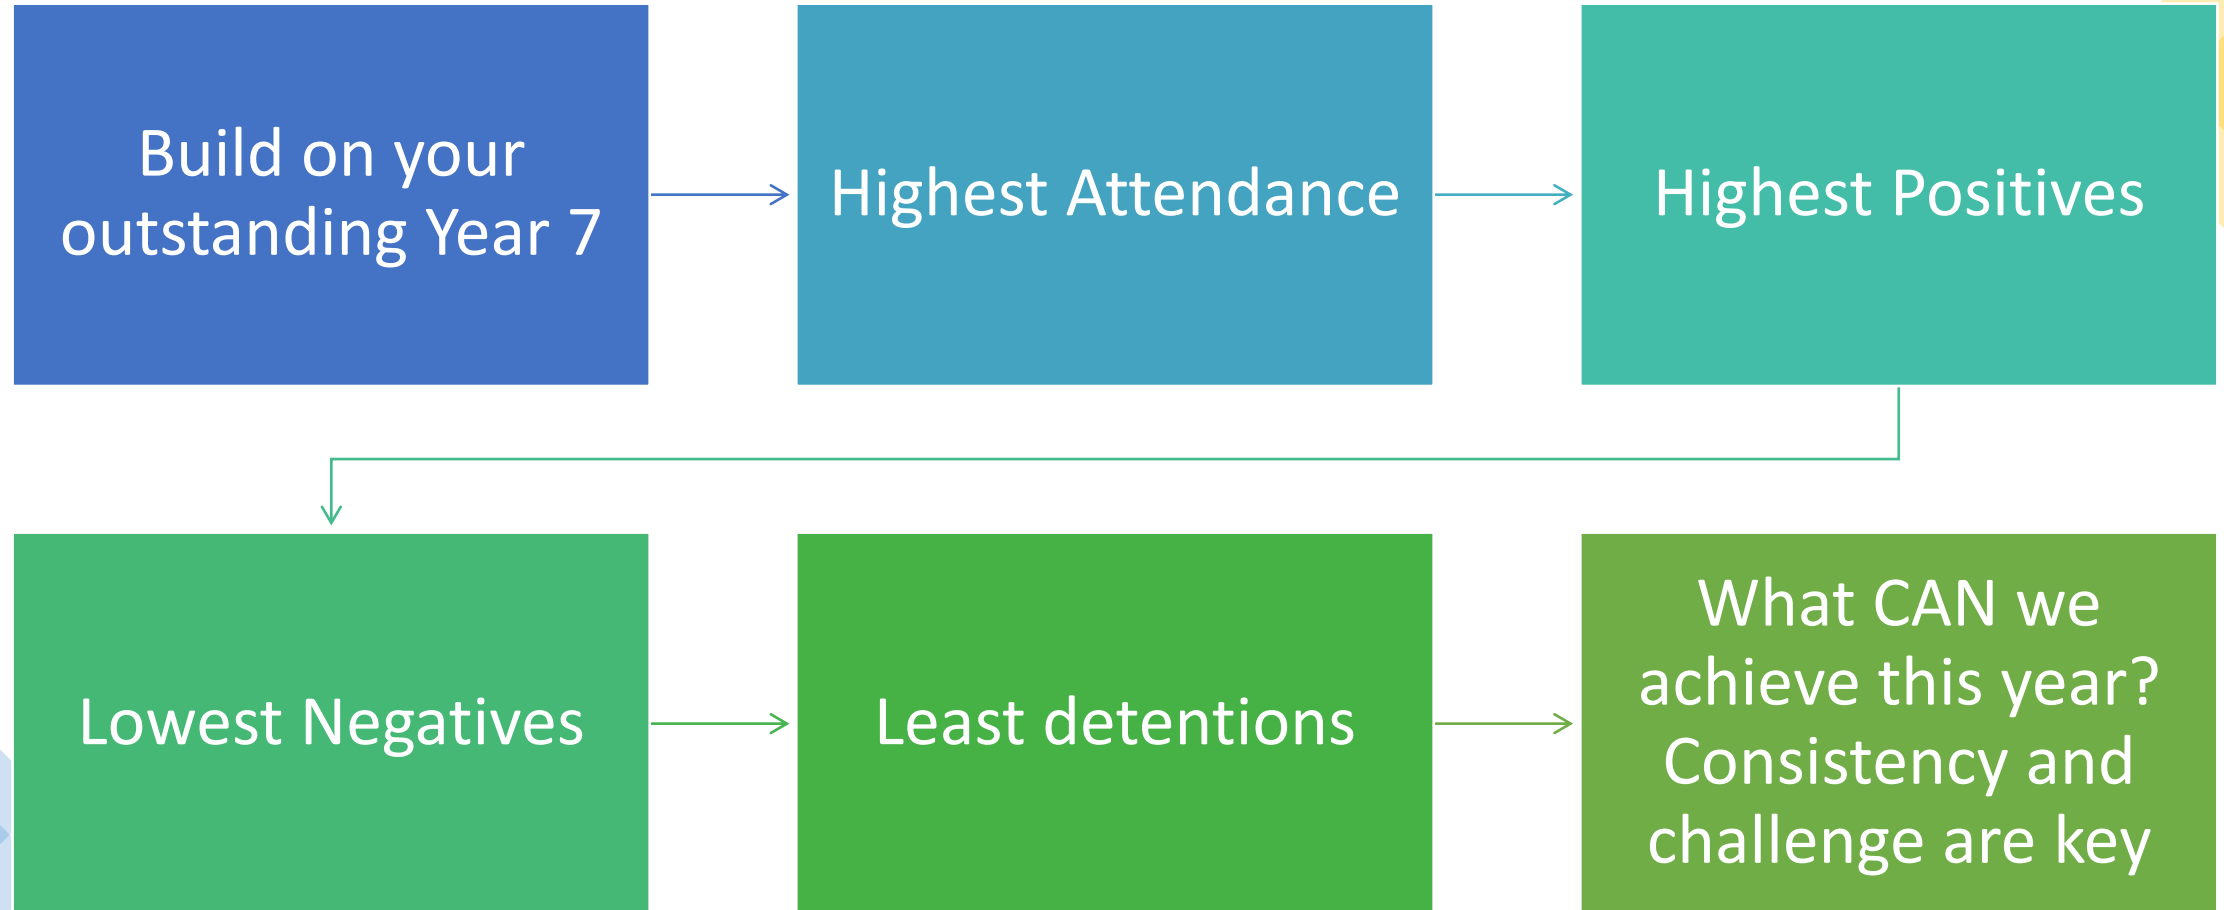 Build on your
outstanding Year 7
Highest Attendance
Highest Positives
Lowest Negatives
Least detentions
What CAN we
achieve this year?
Consistency and
challenge are key